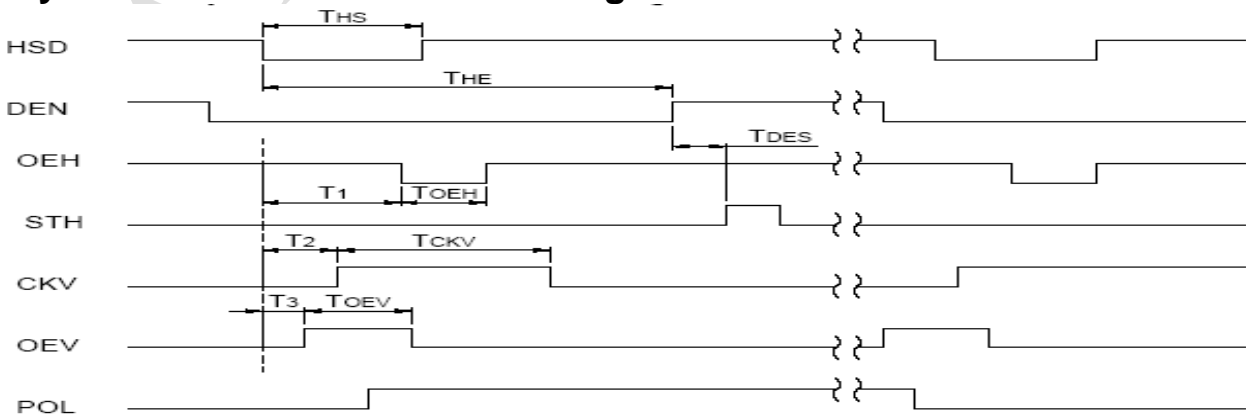 THS
HSD
THE
DEN
TDES
OEH
T1 TOEH
STH
T2 TCKV
CKV
T3 TOEV
OEV
POL